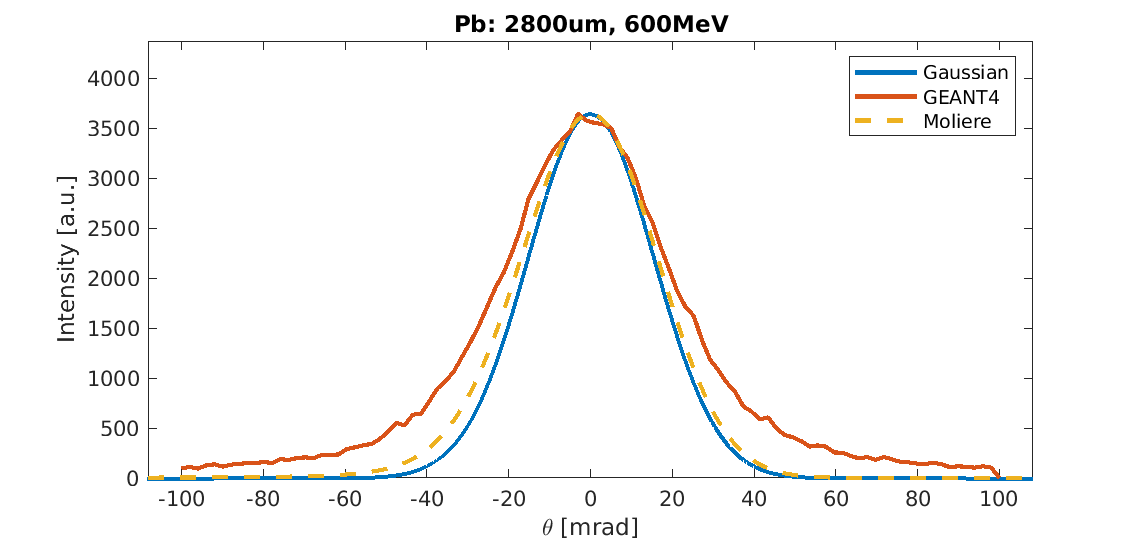 Pb: 2800um, 600MeV
Gaussian
GEANT4
Moliere
Intensity [a.u.]
4000
3500
3000
2500
2000
1500
1000
500
0
-100 -80 -60 -40 -20 0 20 40 60 80 100
θ [mrad]